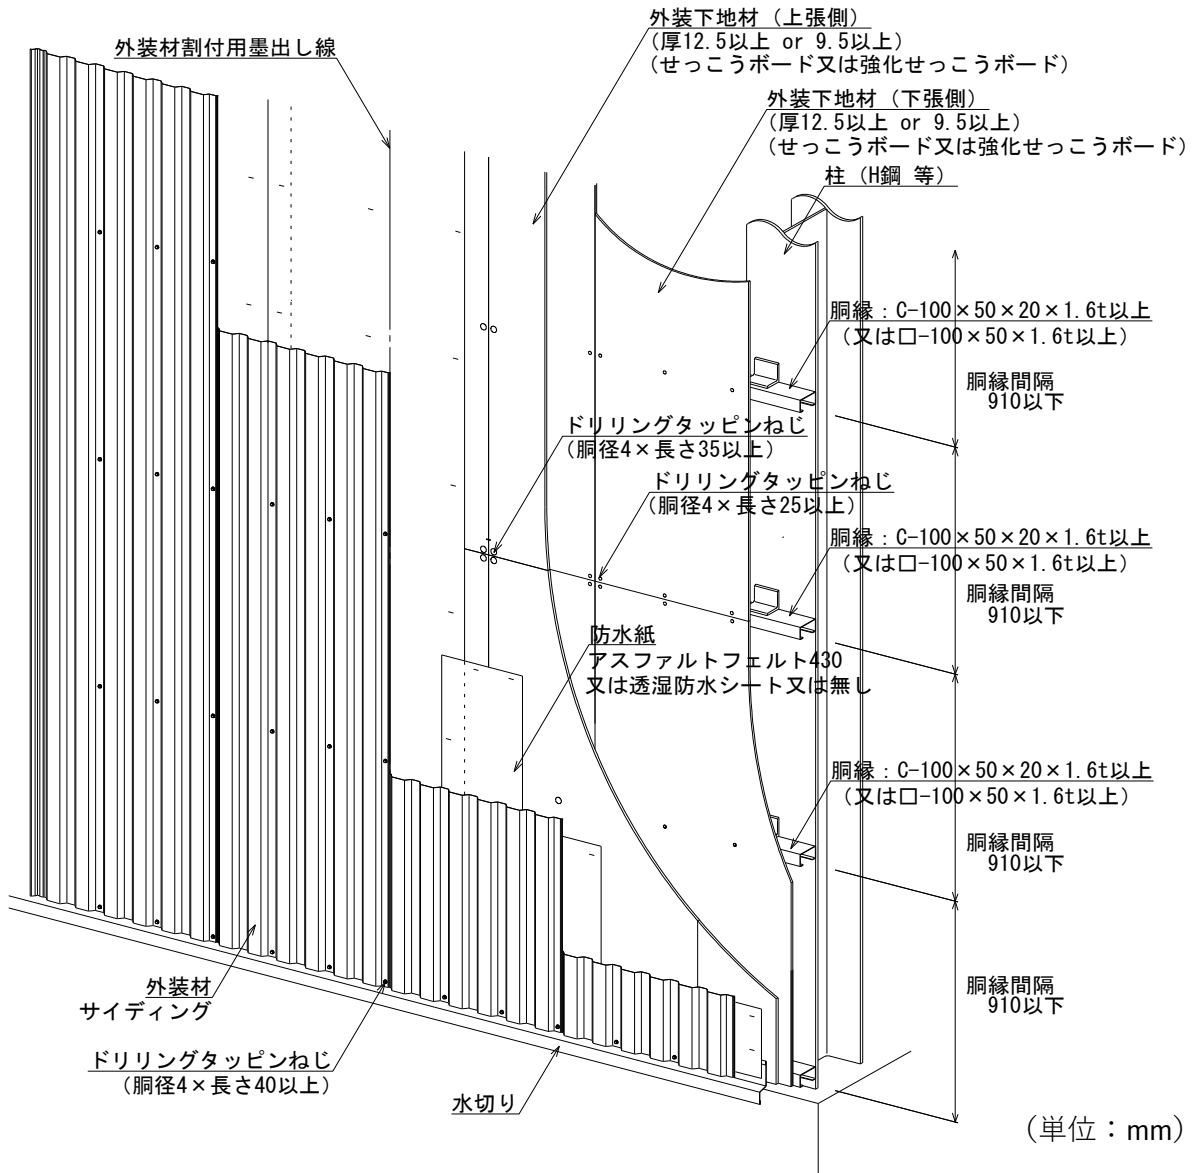 外装下地材（上張側）
（厚12.5以上 or 9.5以上）
（せっこうボード又は強化せっこうボード）
外装材割付用墨出し線
外装下地材（下張側）
（厚12.5以上 or 9.5以上）
（せっこうボード又は強化せっこうボード）
柱（H鋼 等）
胴縁：C-100×50×20×1.6t以上
（又は□-100×50×1.6t以上）
胴縁間隔
910以下
ドリリングタッピンねじ
（胴径4×長さ35以上）
ドリリングタッピンねじ
（胴径4×長さ25以上）
胴縁：C-100×50×20×1.6t以上
（又は□-100×50×1.6t以上）
胴縁間隔
910以下
防水紙
アスファルトフェルト430
又は透湿防水シート又は無し
胴縁：C-100×50×20×1.6t以上
（又は□-100×50×1.6t以上）
胴縁間隔
910以下
外装材
サイディング
胴縁間隔
910以下
ドリリングタッピンねじ
（胴径4×長さ40以上）
水切り
（単位：mm）